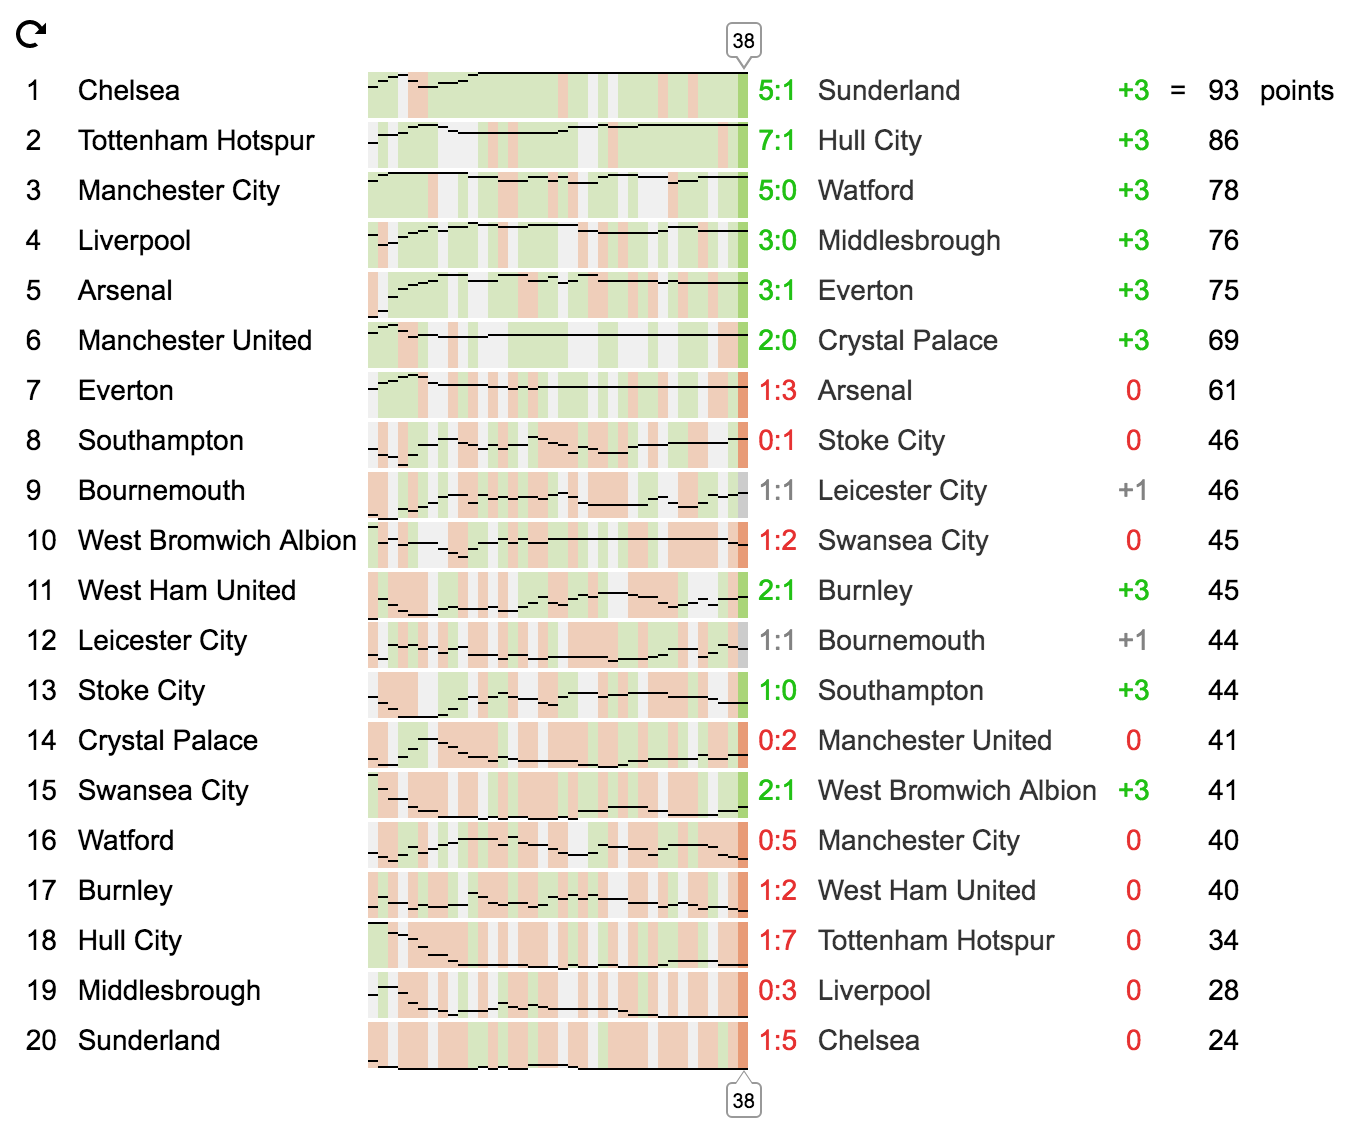 38
1 Chelsea 5:1 Sunderland +3 = 93 points
2 Tottenham Hotspur 7:1 Hull City +3 86
3 Manchester City 5:0 Watford +3 78
4 Liverpool 3:0 Middlesbrough +3 76
5 Arsenal 3:1 Everton +3 75
6 Manchester United 2:0 Crystal Palace +3 69
7 Everton 1:3 Arsenal 0 61
8 Southampton 0:1 Stoke City 0 46
9 Bournemouth 1:1 Leicester City +1 46
10 West Bromwich Albion 1:2 Swansea City 0 45
11 West Ham United 2:1 Burnley +3 45
12 Leicester City 1:1 Bournemouth +1 44
13 Stoke City 1:0 Southampton +3 44
14 Crystal Palace 0:2 Manchester United 0 41
15 Swansea City 2:1 West Bromwich Albion +3 41
16 Watford 0:5 Manchester City 0 40
17 Burnley 1:2 West Ham United 0 40
18 Hull City 1:7 Tottenham Hotspur 0 34
19 Middlesbrough 0:3 Liverpool 0 28
20 Sunderland 1:5 Chelsea 0 24
38